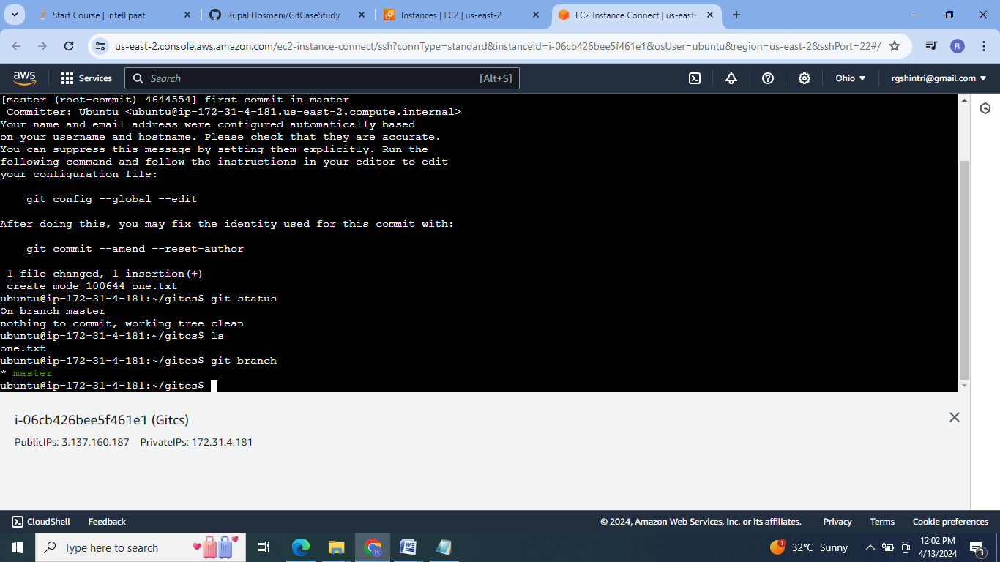 Start Course | Intellipaat
RupaliHosmani/GitCaseStudy
Instances | EC2 | us-east-2
EC2 Instance Connect | us-east-
us-east-2.console.aws.amazon.com/ec2-instance-connect/ssh?connType=standard&instanceId=i-06cb426bee5f461e1&osUser=ubuntu&region=us-east-2&sshPort=22#/
R
aws
Services
Search
[Alt+S]
Ohio
rgshintri@gmail.com
[master (root-commit) 4644554] first commit in master
 Committer: Ubuntu <ubuntu@ip-172-31-4-181.us-east-2.compute.internal>
Your name and email address were configured automatically based
on your username and hostname. Please check that they are accurate.
You can suppress this message by setting them explicitly. Run the
following command and follow the instructions in your editor to edit
your configuration file:
    git config --global --edit
After doing this, you may fix the identity used for this commit with:
    git commit --amend --reset-author
 1 file changed, 1 insertion(+)
 create mode 100644 one.txt
ubuntu@ip-172-31-4-181:~/gitcs$ git status
On branch master
nothing to commit, working tree clean
ubuntu@ip-172-31-4-181:~/gitcs$ ls
one.txt
ubuntu@ip-172-31-4-181:~/gitcs$ git branch
* master
ubuntu@ip-172-31-4-181:~/gitcs$
i-06cb426bee5f461e1 (Gitcs)
PublicIPs: 3.137.160.187 PrivateIPs: 172.31.4.181
CloudShell
Feedback
© 2024, Amazon Web Services, Inc. or its affiliates.
Privacy
Terms
Cookie preferences
Type here to search
R
W
1
32°C Sunny
12:02 PM
4/13/2024
3